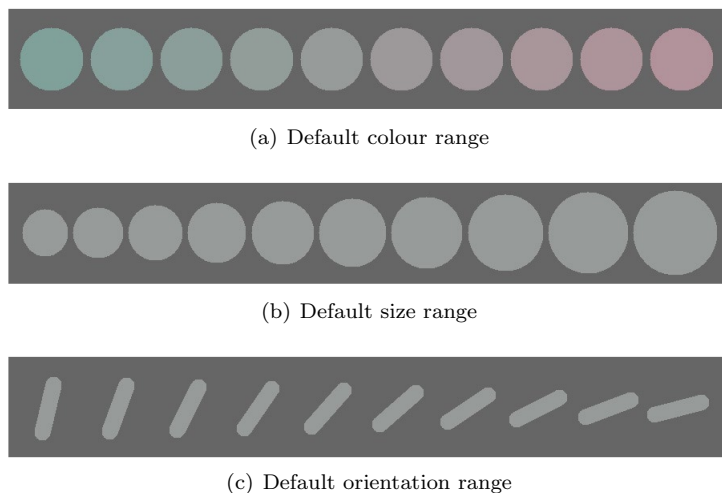 (a) Default colour range
(b) Default size range
(c) Default orientation range